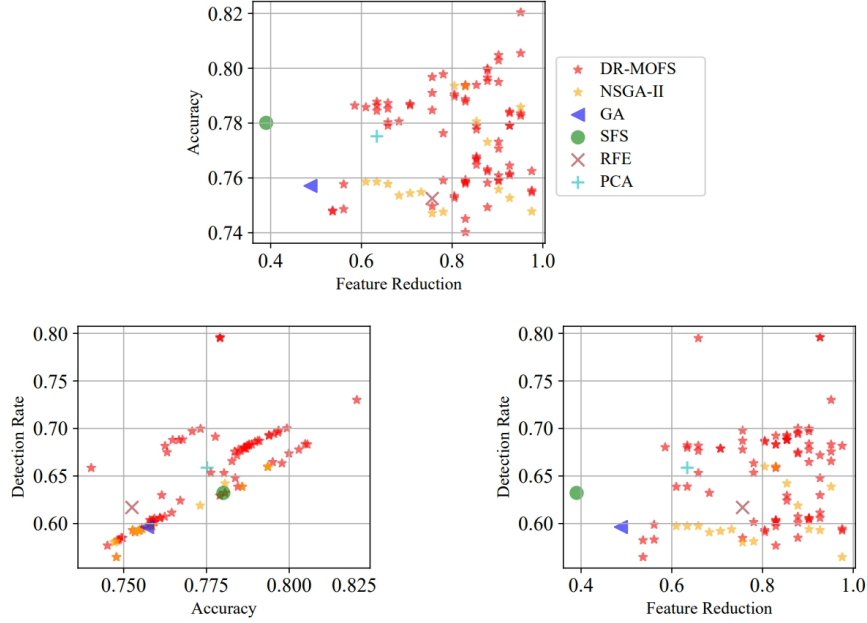 0.82
0.80
0.78
0.76
0.74
Accuracy
0.4
0.6
0.8
1.0
Feature Reduction
DR-MOFS
NSGA-II
GA
SFS
RFE
PCA
0.80
0.75
0.70
0.65
0.60
Detection Rate
0.750
0.775
0.800
0.825
Accuracy
0.80
0.75
0.70
0.65
0.60
Detection Rate
0.4
0.6
0.8
1.0
Feature Reduction